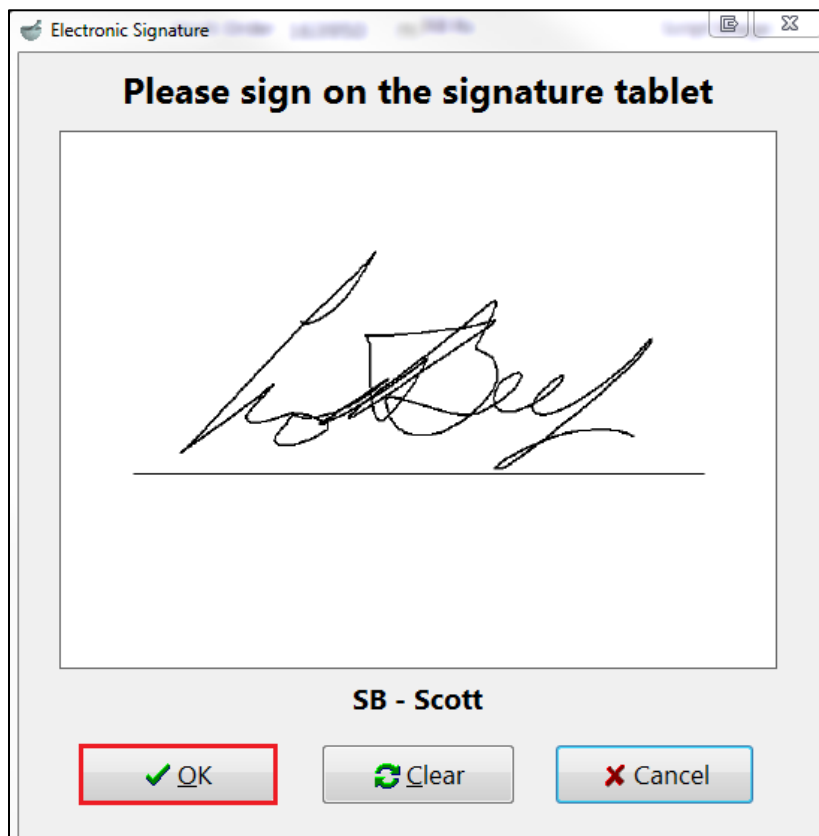 Electronic Signature
Please sign on the signature tablet
SB - Scott
OK
Clear
Cancel